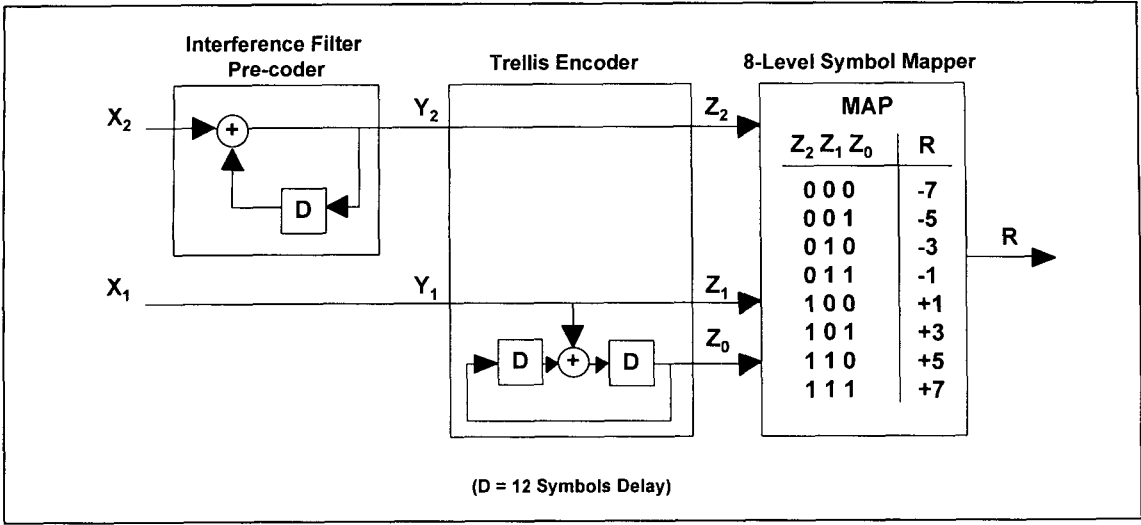 Interference Filter
Pre-coder
Trellis Encoder
8-Level Symbol Mapper
X₂
Y₂
Z₂
+
D
X₁
Y₁
Z₁
D
+
D
Z₀
MAP
Z₂ Z₁ Z₀ R
0 0 0 -7
0 0 1 -5
0 1 0 -3
0 1 1 -1
1 0 0 +1
1 0 1 +3
1 1 0 +5
1 1 1 +7
R
(D = 12 Symbols Delay)